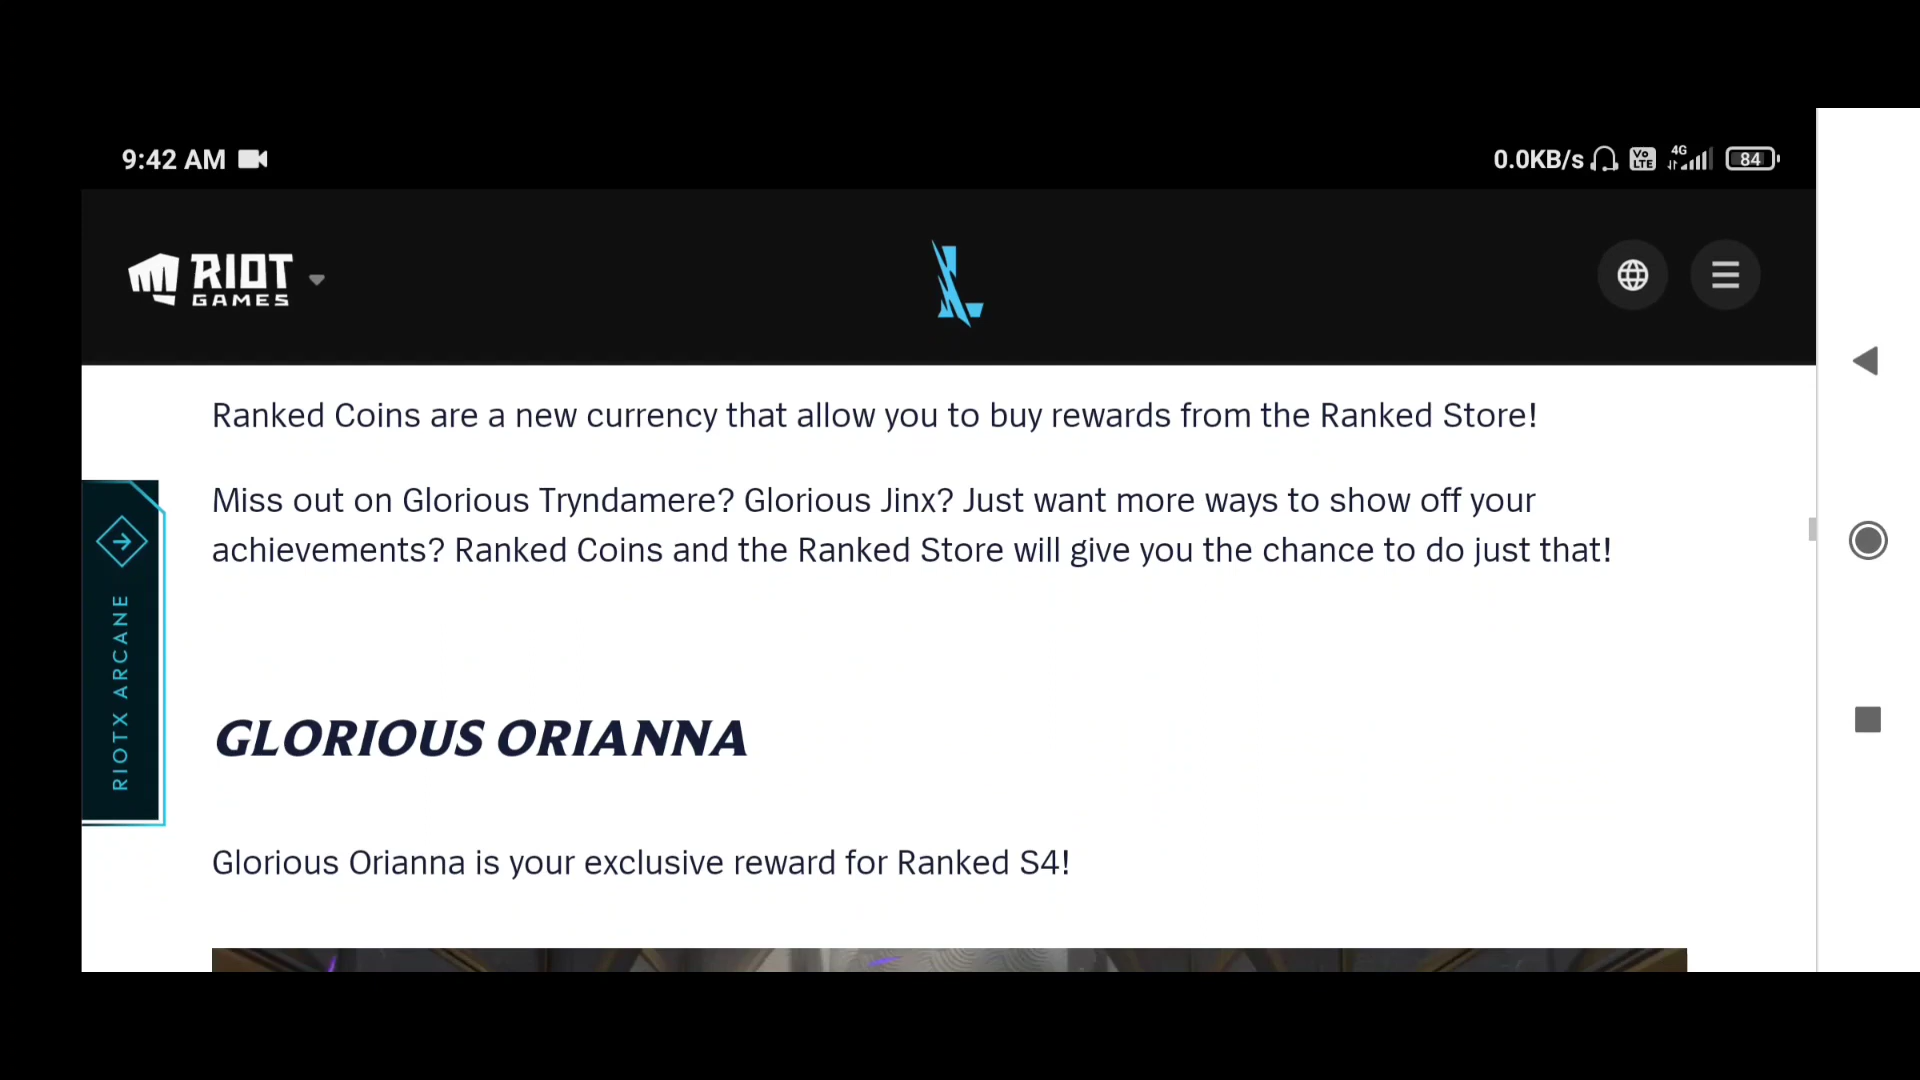 9:42 AM
0.0KB/s Vo LTE 4G 84
RIOT GAMES
Ranked Coins are a new currency that allow you to buy rewards from the Ranked Store!
Miss out on Glorious Tryndamere? Glorious Jinx? Just want more ways to show off your
achievements? Ranked Coins and the Ranked Store will give you the chance to do just that!
RIOTX ARCANE
GLORIOUS ORIANNA
Glorious Orianna is your exclusive reward for Ranked S4!